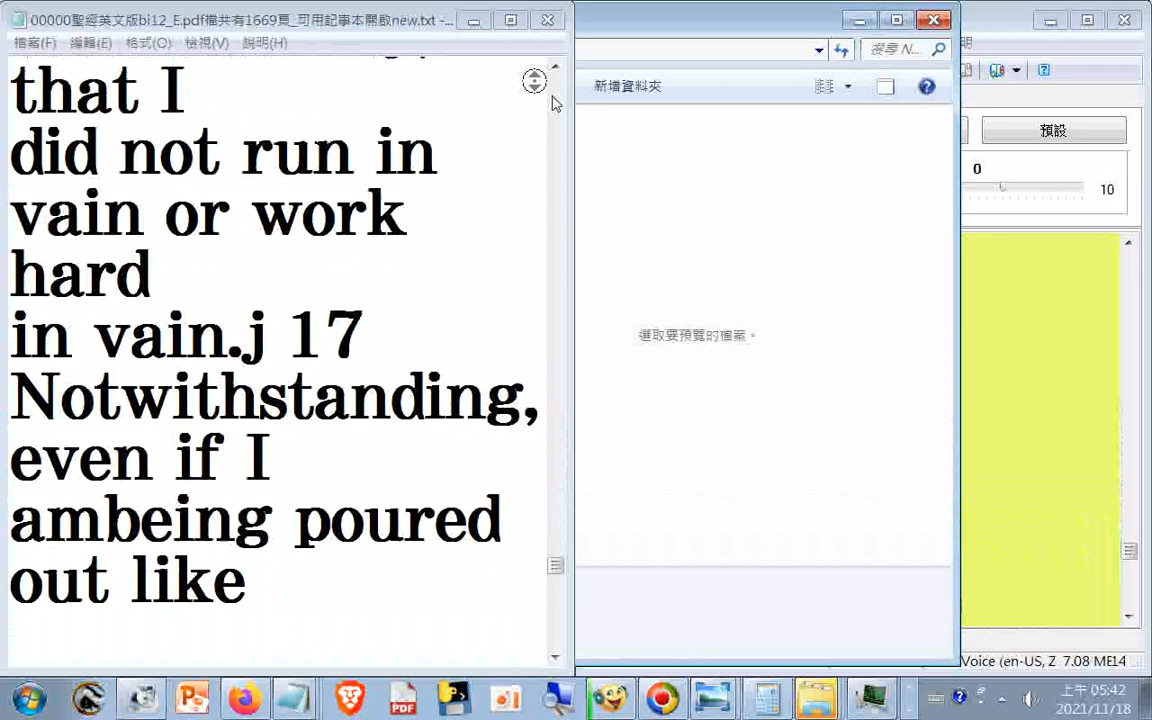 00000聖經英文版bi12_E.pdf檔共有1669頁_可用記事本開啟new.txt -...
檔案(F) 編輯(E) 格式(O) 檢視(V) 說明(H)
that I
did not run in
vain or work
hard
in vain.j 17
Notwithstanding,
even if I
ambeing poured
out like
搜尋 N...
新增資料夾
選取要預覽的檔案。
明
預設
0
10
Voice (en-US, Z 7.08 ME14
PDF
上午 05:42
2021/11/18